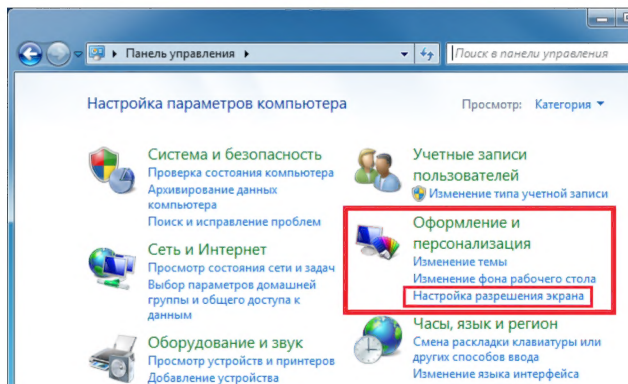 Панель управления
Поиск в панели управления
Настройка параметров компьютера
Просмотр: Категория
Система и безопасность
Проверка состояния компьютера
Архивирование данных
компьютера
Поиск и исправление проблем
Сеть и Интернет
Просмотр состояния сети и задач
Выбор параметров домашней
группы и общего доступа к
данным
Оборудование и звук
Просмотр устройств и принтеров
Добавление устройства
Учетные записи
пользователей
Изменение типа учетной записи
Оформление и
персонализация
Изменение темы
Изменение фона рабочего стола
Настройка разрешения экрана
Часы, язык и регион
Смена раскладки клавиатуры или
других способов ввода
Изменение языка интерфейса